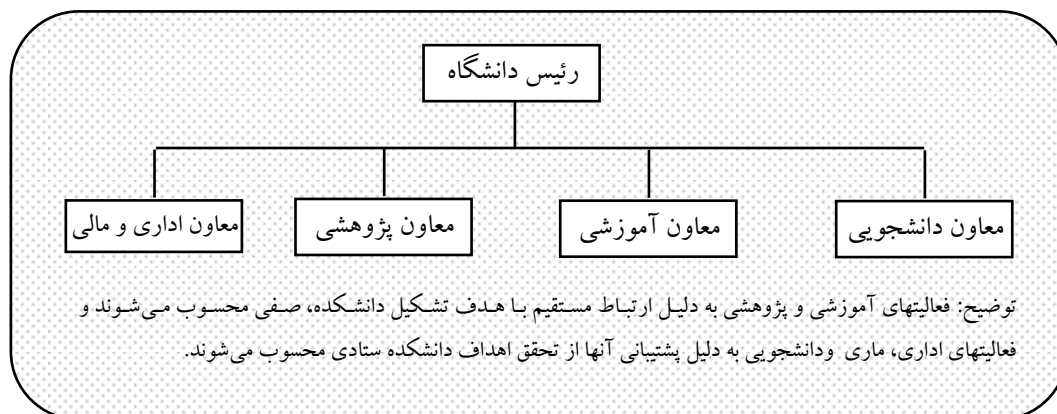 رئیس دانشگاه
معاون دانشجویی
معاون آموزشی
معاون پژوهشی
معاون اداری و مالی
توضیح: فعالیتهای آموزشی و پژوهشی به دلیل ارتباط مستقیم با هدف تشکیل دانشکده، صفی محسوب می‌شوند و
فعالیتهای اداری، ماری ودانشجویی به دلیل پشتیبانی آنها از تحقق اهداف دانشکده ستادی محسوب می‌شوند.